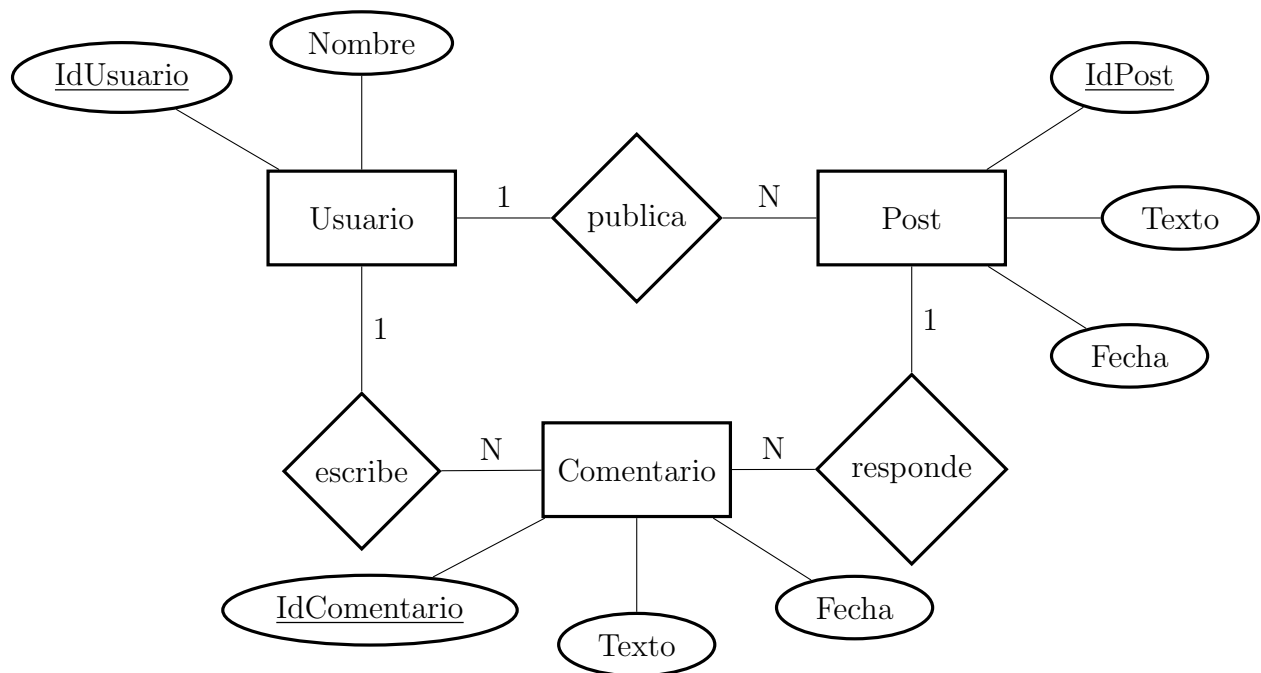 Nombre
IdUsuario
IdPost
Usuario
1
publica
N
Post
Texto
1
1
Fecha
escribe
N
Comentario
N
responde
IdComentario
Texto
Fecha